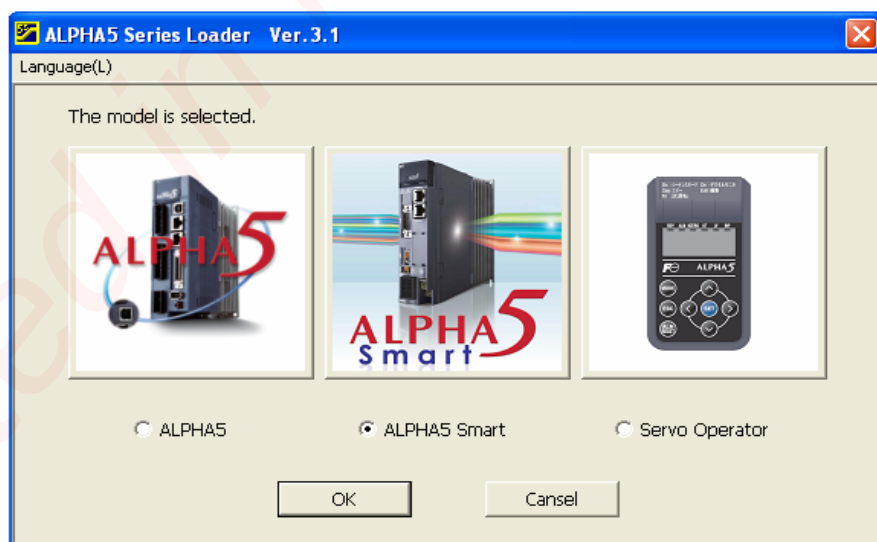 ALPHA5 Series Loader Ver.3.1
Language(L)
The model is selected.
ALPHA5
ALPHA5
Smart
ALPHA5
ALPHA5
ALPHA5 Smart
Servo Operator
OK
Cansel